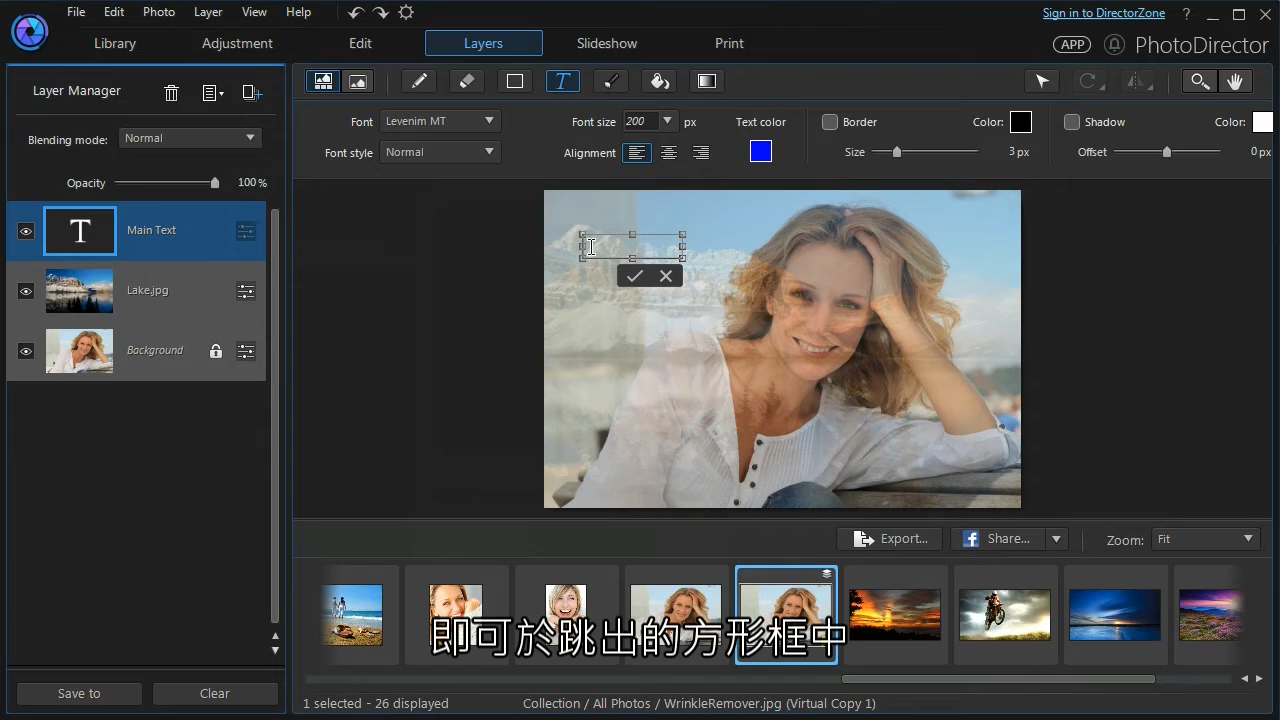 File Edit Photo Layer View Help
Sign in to DirectorZone ?
Library Adjustment Edit Layers Slideshow Print
APP PhotoDirector
Layer Manager
Blending mode: Normal
Opacity 100 %
T Main Text
Lake.jpg
Background
Save to Clear
T
Font Levenim MT
Font style Normal
Font size 200 px
Alignment
Text color
Border Color:
Size 3 px
Shadow Color:
Offset 0 px
Export... Share... Zoom: Fit
即可於跳出的方形框中
1 selected - 26 displayed Collection / All Photos / WrinkleRemover.jpg (Virtual Copy 1)